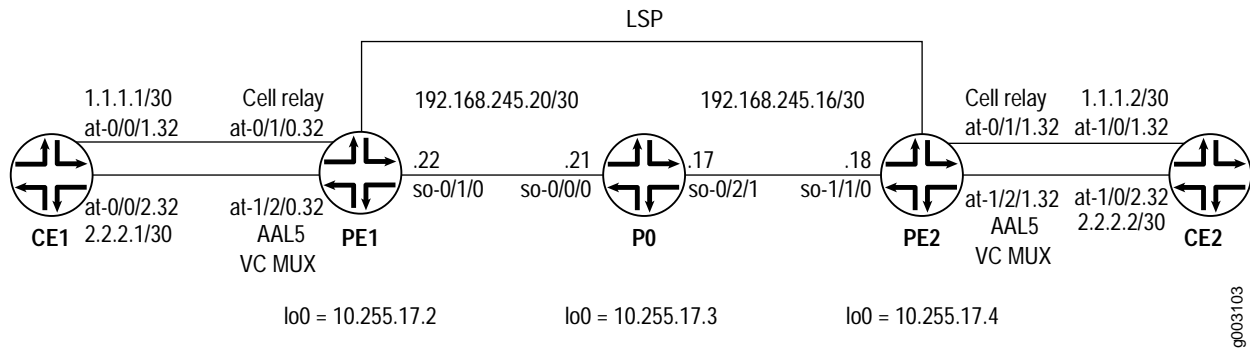 LSP
1.1.1.1/30
at-0/0/1.32
Cell relay
at-0/1/0.32
192.168.245.20/30
192.168.245.16/30
Cell relay
at-0/1/1.32
1.1.1.2/30
at-1/0/1.32
.22
so-0/1/0
.21
so-0/0/0
.17
so-0/2/1
.18
so-1/1/0
at-0/0/2.32
2.2.2.1/30
at-1/2/0.32
AAL5
VC MUX
at-1/2/1.32
AAL5
VC MUX
at-1/0/2.32
2.2.2.2/30
CE1
PE1
P0
PE2
CE2
lo0 = 10.255.17.2
lo0 = 10.255.17.3
lo0 = 10.255.17.4
g003103